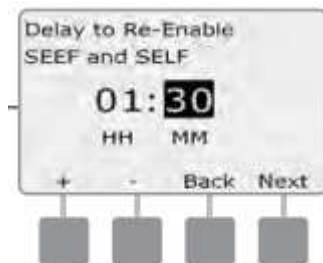 Delay to Re-Enable
SEEF and SELF
01:30
HH MM
+ - Back Next